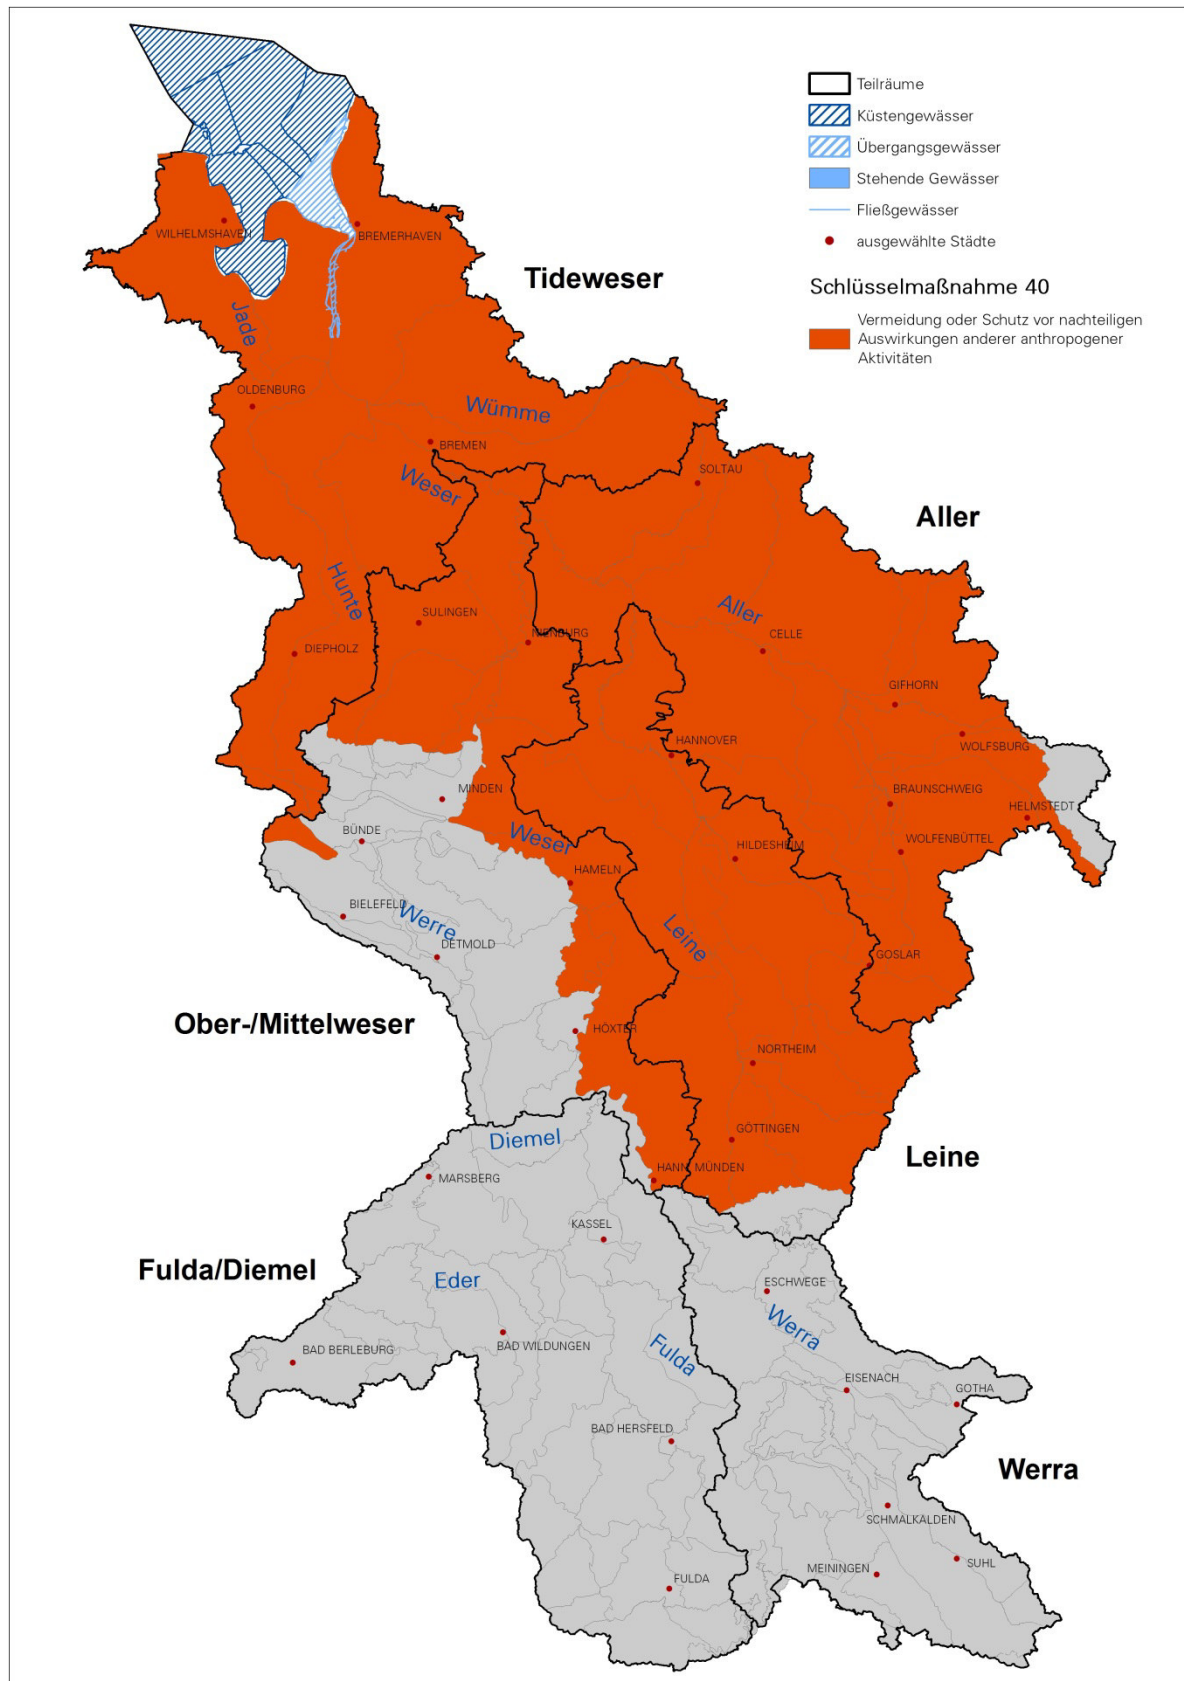 Teilräume
Küstengewässer
Übergangsgewässer
Stehende Gewässer
Fließgewässer
ausgewählte Städte
Schlüsselmaßnahme 40
Vermeidung oder Schutz vor nachteiligen
Auswirkungen anderer anthropogener
Aktivitäten
WILHELMSHAVEN
BREMERHAVEN
Tideweser
Jade
OLDENBURG
Wümme
BREMEN
Weser
SOLTAU
Aller
Hunte
SULINGEN
Aller
NIENBURG
CELLE
DIEPHOLZ
GIFHORN
HANNOVER
WOLFSBURG
MINDEN
BRAUNSCHWEIG
HELMSTEDT
BÜNDE
Weser
WOLFENBÜTTEL
HILDESHEIM
HAMELN
BIELEFELD
Werre
Leine
DETMOLD
GOSLAR
Ober-/Mittelweser
HÖXTER
NORTHEIM
GÖTTINGEN
Diemel
Leine
HANN. MÜNDEN
MARSBERG
KASSEL
Fulda/Diemel
Eder
ESCHWEGE
Werra
BAD BERLEBURG
BAD WILDUNGEN
Fulda
EISENACH
GOTHA
BAD HERSFELD
Werra
SCHMALKALDEN
SUHL
MEININGEN
FULDA